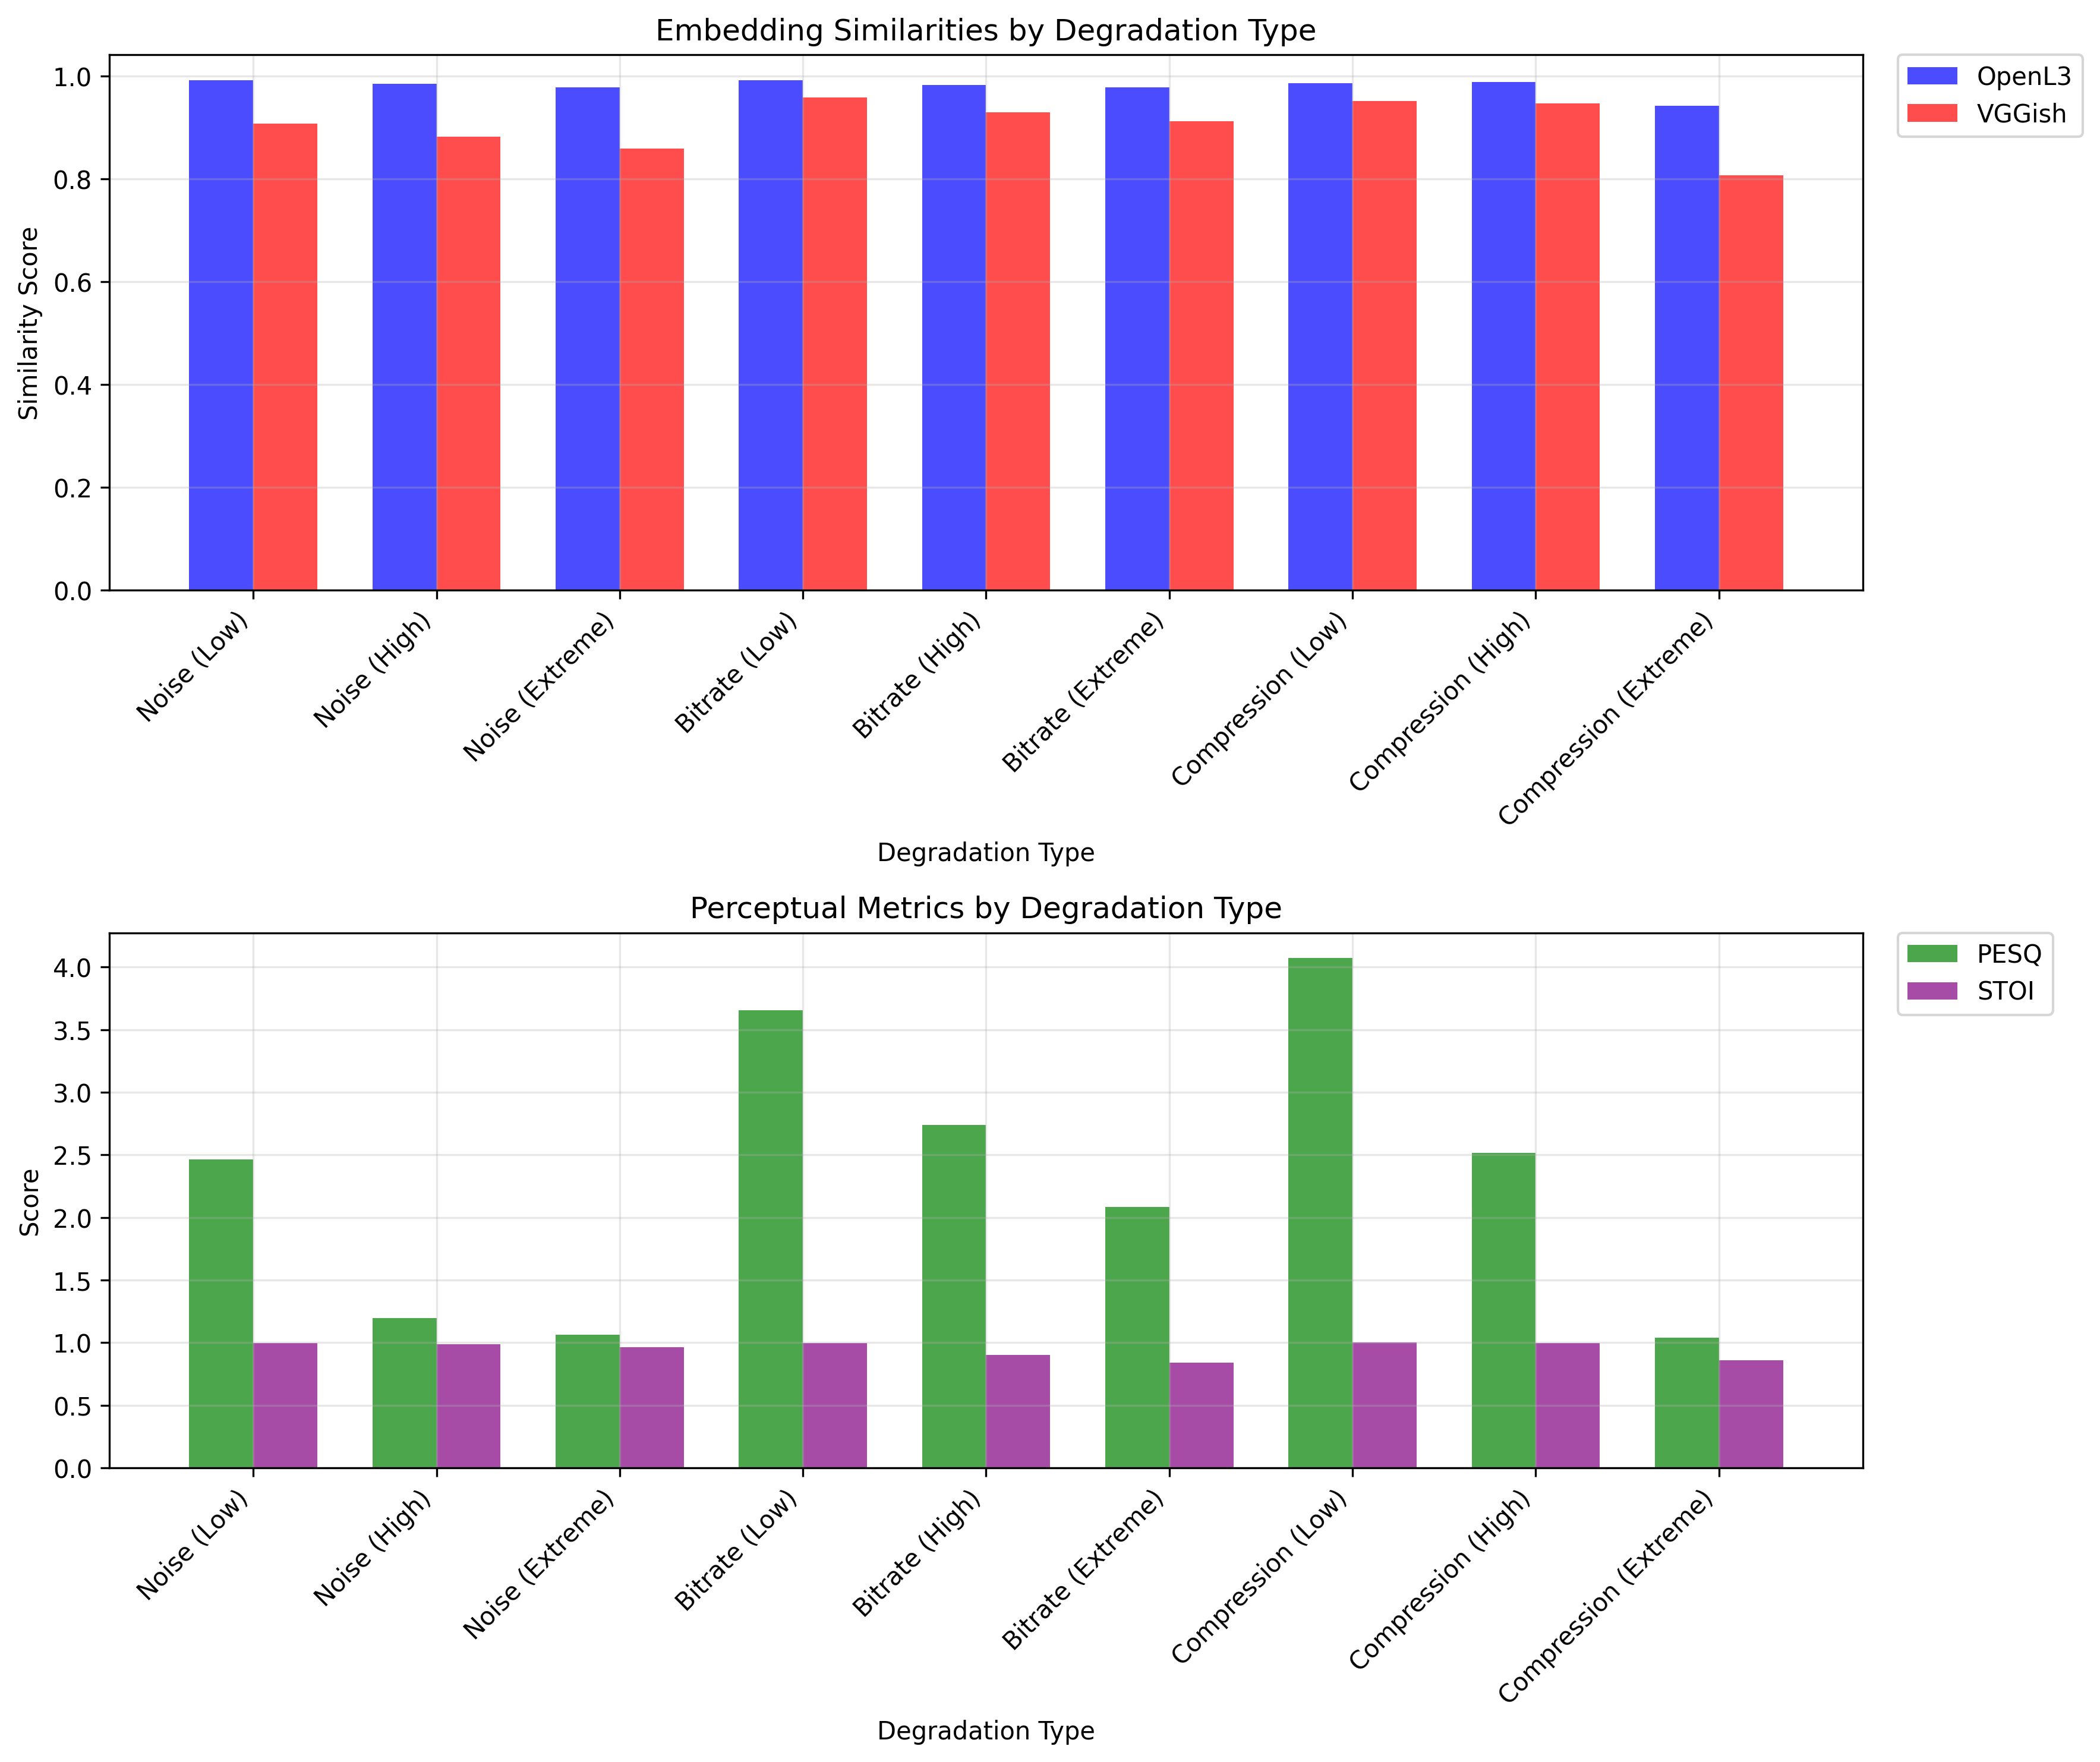 Embedding Similarities by Degradation Type
1.0
0.8
0.6
0.4
0.2
0.0
Similarity Score
OpenL3
VGGish
Noise (Low)
Noise (High)
Noise (Extreme)
Bitrate (Low)
Bitrate (High)
Bitrate (Extreme)
Compression (Low)
Compression (High)
Compression (Extreme)
Degradation Type
Perceptual Metrics by Degradation Type
4.0
3.5
3.0
2.5
2.0
1.5
1.0
0.5
0.0
Score
PESQ
STOI
Noise (Low)
Noise (High)
Noise (Extreme)
Bitrate (Low)
Bitrate (High)
Bitrate (Extreme)
Compression (Low)
Compression (High)
Compression (Extreme)
Degradation Type